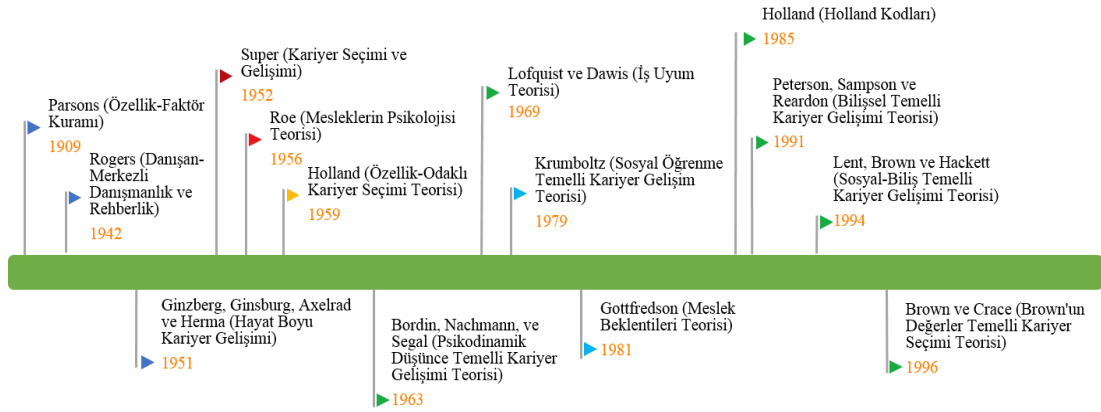 Parsons (Özellik-Faktör
Kuramı)
1909
Rogers (Danışan-
Merkezli
Danışmanlık ve
Rehberlik)
1942
Ginzberg, Ginsburg, Axelrad
ve Herma (Hayat Boyu
Kariyer Gelişimi)
1951
Super (Kariyer Seçimi ve
Gelişimi)
1952
Roe (Mesleklerin Psikolojisi
Teorisi)
1956
Holland (Özellik-Odaklı
Kariyer Seçimi Teorisi)
1959
Bordin, Nachmann, ve
Segal (Psikodinamik
Düşünce Temelli Kariyer
Gelişimi Teorisi)
1963
Lofquist ve Dawis (İş Uyum
Teorisi)
1969
Krumboltz (Sosyal Öğrenme
Temelli Kariyer Gelişim
Teorisi)
1979
Gottfredson (Meslek
Beklentileri Teorisi)
1981
Holland (Holland Kodları)
1985
Peterson, Sampson ve
Reardon (Bilişsel Temelli
Kariyer Gelişimi Teorisi)
1991
Lent, Brown ve Hackett
(Sosyal-Biliş Temelli
Kariyer Gelişimi Teorisi)
1994
Brown ve Crace (Brown'un
Değerler Temelli Kariyer
Seçimi Teorisi)
1996